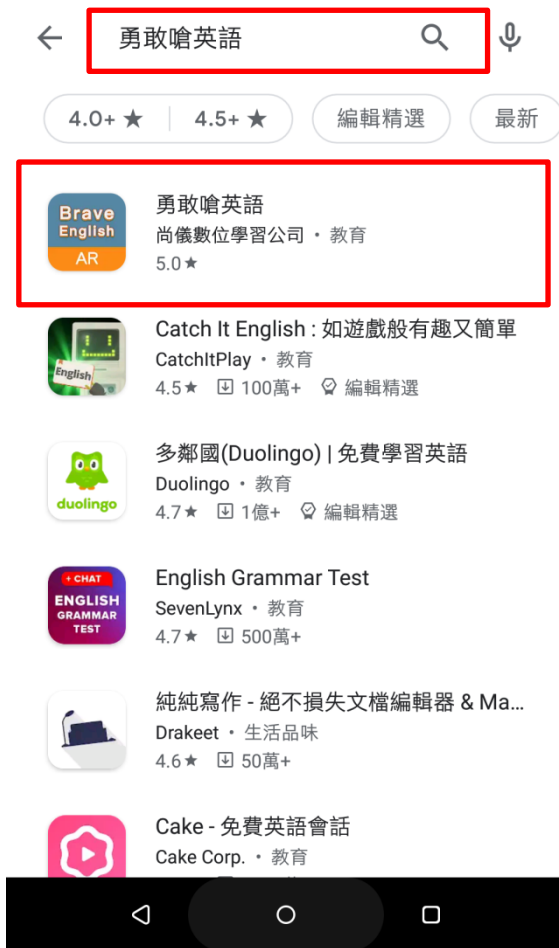 勇敢嗆英語
4.0+ ★ 4.5+ ★ 編輯精選 最新
Brave
English
AR
勇敢嗆英語
尚儀數位學習公司 • 教育
5.0 ★
English
Catch It English : 如遊戲般有趣又簡單
CatchItPlay • 教育
4.5 ★ 100萬+ 編輯精選
duolingo
多鄰國(Duolingo) | 免費學習英語
Duolingo • 教育
4.7 ★ 1億+ 編輯精選
+ CHAT
ENGLISH
GRAMMAR
TEST
English Grammar Test
SevenLynx • 教育
4.7 ★ 500萬+
純純寫作 - 絕不損失文檔編輯器 & Ma...
Drakeet • 生活品味
4.6 ★ 50萬+
Cake - 免費英語會話
Cake Corp. • 教育